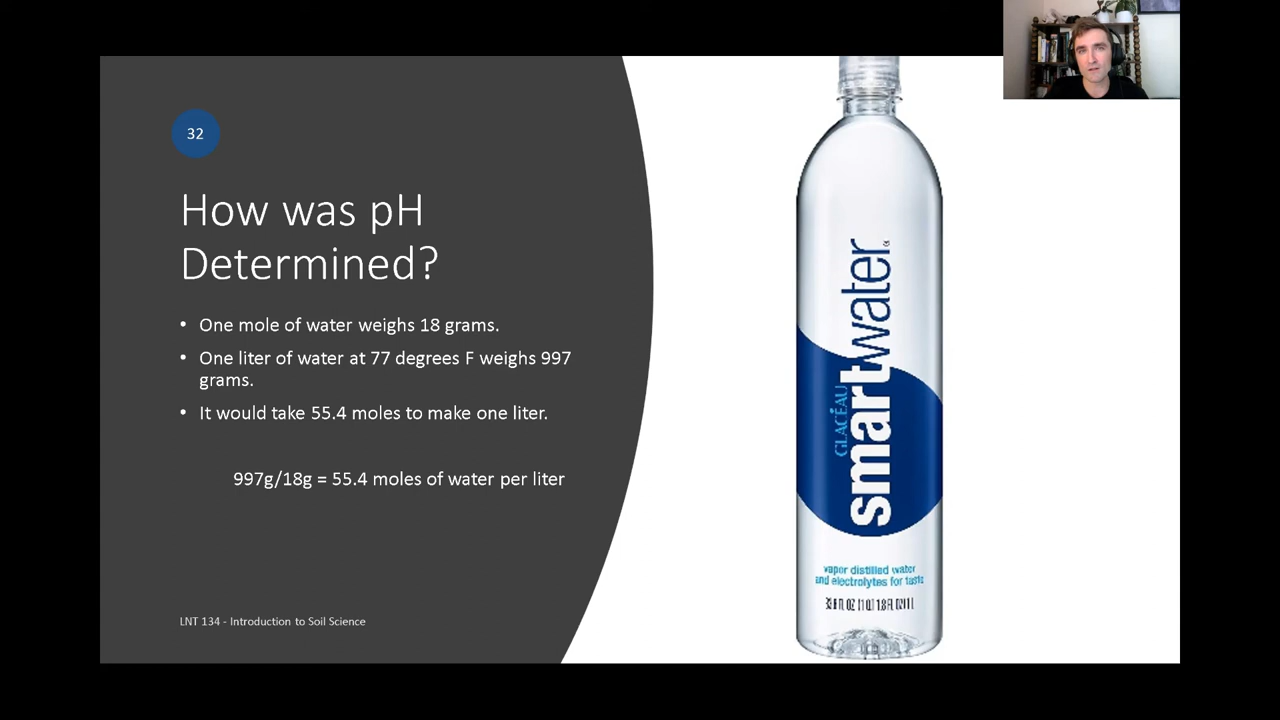 32
How was pH
Determined?
• One mole of water weighs 18 grams.
• One liter of water at 77 degrees F weighs 997
grams.
• It would take 55.4 moles to make one liter.
997g/18g = 55.4 moles of water per liter
LNT 134 - Introduction to Soil Science
GLACÉAU
smartwater®
vapor distilled water
and electrolytes for taste